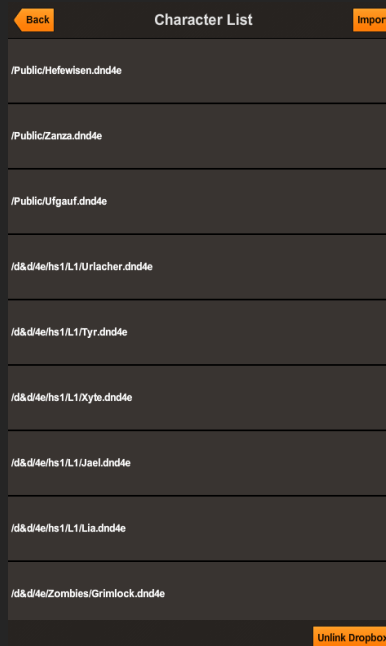 Back
Character List
Import
/Public/Hefewisen.dnd4e
/Public/Zanza.dnd4e
/Public/Ufgauf.dnd4e
/d&d/4e/hs1/L1/Urlacher.dnd4e
/d&d/4e/hs1/L1/Tyr.dnd4e
/d&d/4e/hs1/L1/Xyte.dnd4e
/d&d/4e/hs1/L1/Jael.dnd4e
/d&d/4e/hs1/L1/Lia.dnd4e
/d&d/4e/Zombies/Grimlock.dnd4e
Unlink Dropbox